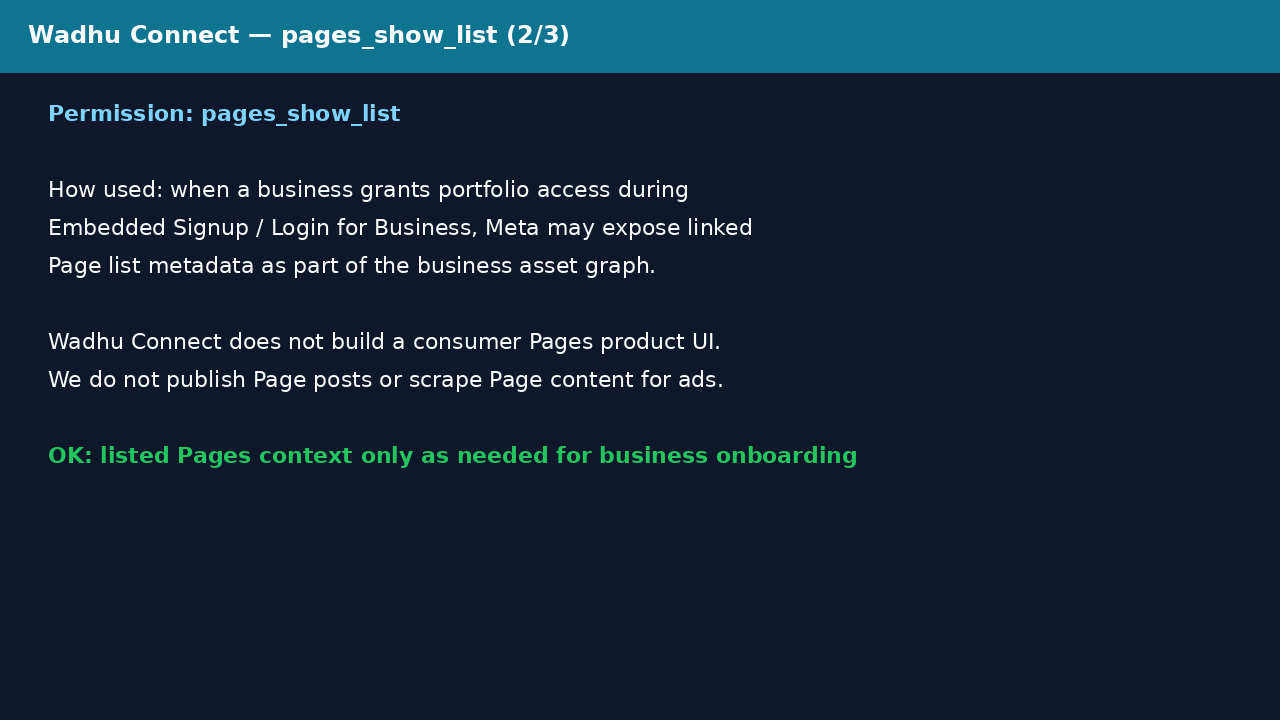 Wadhu Connect — pages_show_list (2/3)
Permission: pages_show_list
How used: when a business grants portfolio access during
Embedded Signup / Login for Business, Meta may expose linked
Page list metadata as part of the business asset graph.
Wadhu Connect does not build a consumer Pages product UI.
We do not publish Page posts or scrape Page content for ads.
OK: listed Pages context only as needed for business onboarding